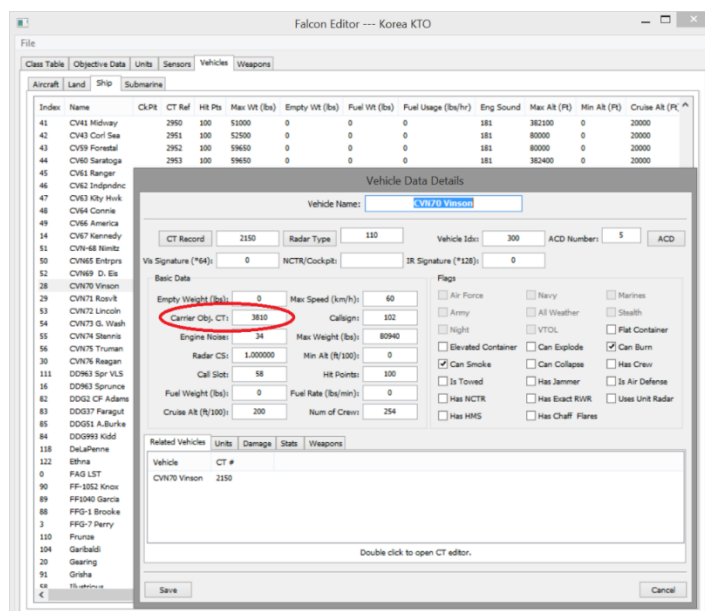 Falcon Editor --- Korea KTO
File
Class Table Objective Data Units Sensors Vehicles Weapons
Aircraft Land Ship Submarine
Index Name CkPit CT Ref Hit Pts Max Wt (lbs) Empty Wt (lbs) Fuel Wt (lbs) Fuel Usage (lbs/hr) Eng Sound Max Alt (Ft) Min Alt (Ft) Cruise Alt (Ft
41 CV41 Midway 2950 100 51000 0 0 0 181 382100 0 20000
42 CV43 Corl Sea 2951 100 52500 0 0 0 181 80000 0 20000
43 CV59 Forestal 2952 100 59650 0 0 0 181 80000 0 20000
44 CV60 Saratoga 2953 100 59650 0 0 0 181 382400 0 20000
45 CV61 Ranger
46 CV62 Indpndnc
47 CV63 Kity Hwk
48 CV64 Connie
49 CV66 America
14 CV67 Kennedy
51 CVN-68 Nimitz
50 CVN65 Entrprs
52 CVN69 D. Eis
28 CVN70 Vinson
29 CVN71 Rosvlt
53 CVN72 Lincoln
54 CVN73 G. Wash
55 CVN74 Stennis
56 CVN75 Truman
30 CVN76 Reagan
111 DD963 Spr VLS
16 DD963 Sprunce
82 DDG2 CF Adams
83 DDG37 Faragut
85 DDG51 A.Burke
84 DDG993 Kidd
118 DeLaPenne
122 Ethna
0 FAG LST
90 FF-1052 Knox
89 FF1040 Garcia
88 FFG-1 Brooke
3 FFG-7 Perry
110 Frunze
104 Garibaldi
20 Gearing
91 Grisha
58 Illustrious
Vehicle Data Details
Vehicle Name: CVN70 Vinson
CT Record 2150 Radar Type 110 Vehicle Idx: 300 ACD Number: 5 ACD
Vis Signature (*64): 0 NCTR/Cockpit: IR Signature (*128): 0
Basic Data
Empty Weight (lbs): 0 Max Speed (km/h): 60
Carrier Obj. CT: 3810 Callsign: 102
Engine Noise: 34 Max Weight (lbs): 80940
Radar CS: 1.000000 Min Alt (ft/100): 0
Call Slot: 58 Hit Points: 100
Fuel Weight (lbs): 0 Fuel Rate (lbs/min): 0
Cruise Alt (ft/100): 200 Num of Crew: 254
Flags
Air Force Navy Marines
Army All Weather Stealth
Night VTOL Flat Container
Elevated Container Can Explode Can Burn
Can Smoke Can Collapse Has Crew
Is Towed Has Jammer Is Air Defense
Has NCTR Has Exact RWR Uses Unit Radar
Has HMS Has Chaff Flares
Related Vehicles Units Damage Stats Weapons
Vehicle CT #
CVN70 Vinson 2150
Double click to open CT editor.
Save Cancel